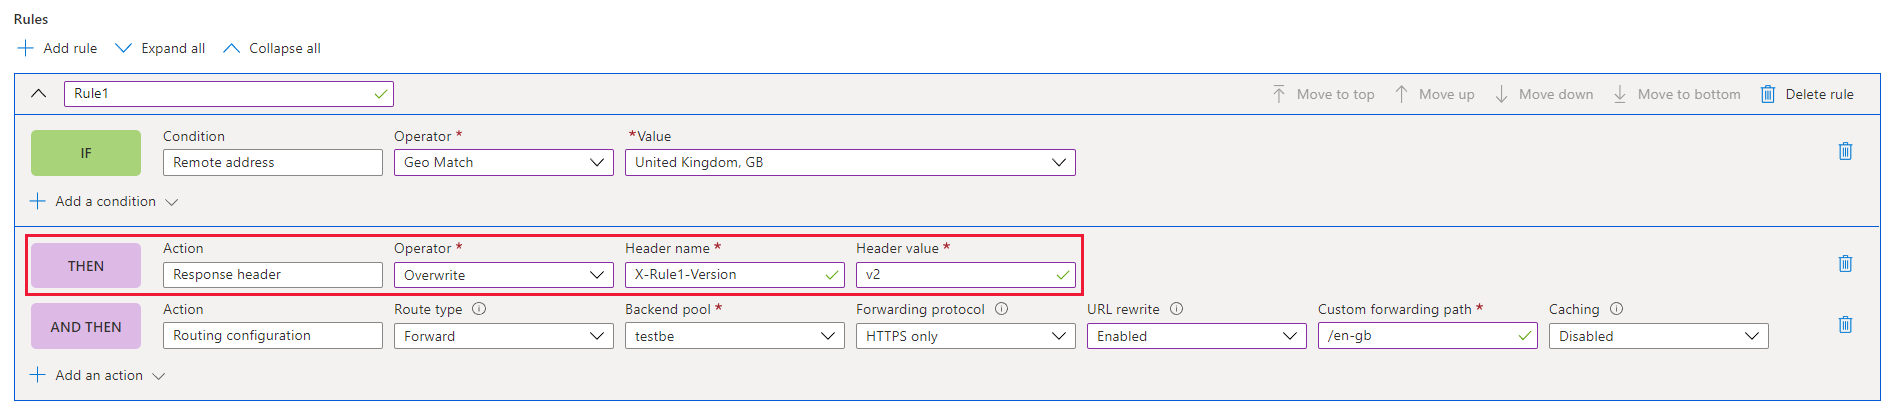 Rules
Add rule Expand all Collapse all
Rule1 Move to top Move up Move down Move to bottom Delete rule
Condition Operator * *Value
IF Remote address Geo Match United Kingdom, GB
Add a condition
Action Operator * Header name * Header value *
THEN Response header Overwrite X-Rule1-Version v2
Action Route type Backend pool * Forwarding protocol URL rewrite Custom forwarding path * Caching
AND THEN Routing configuration Forward testbe HTTPS only Enabled /en-gb Disabled
Add an action